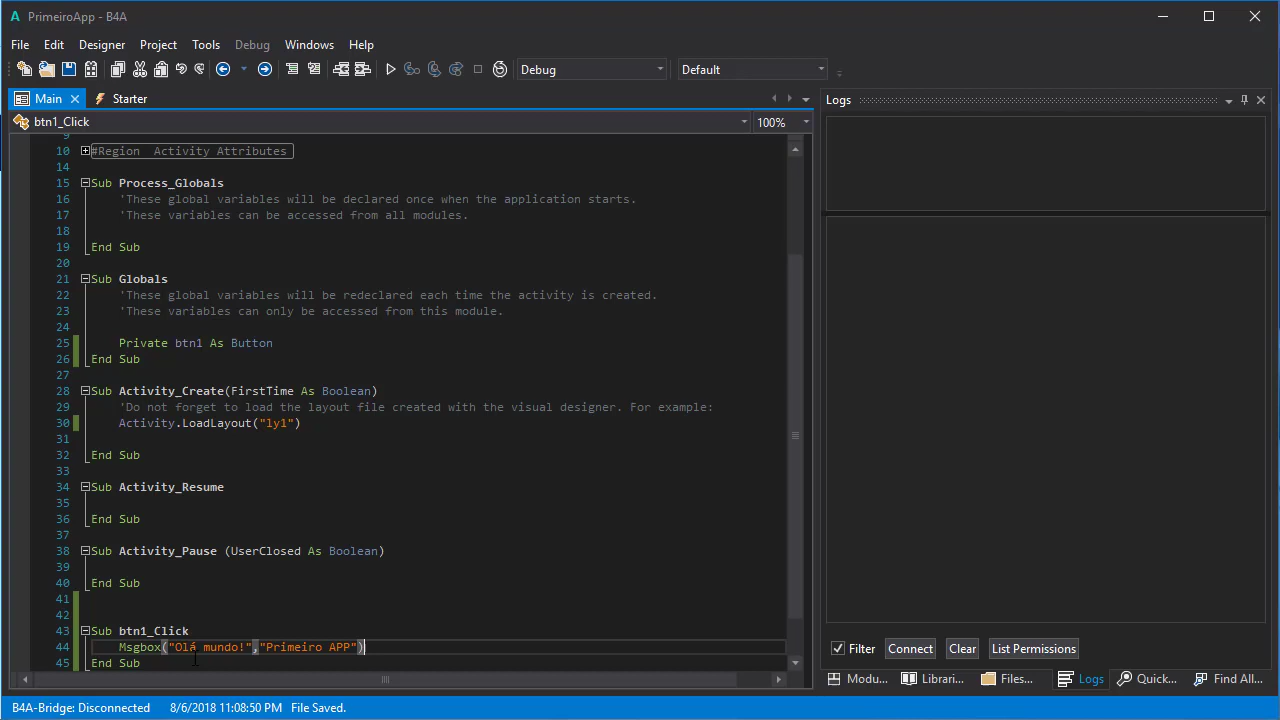 PrimeiroApp - B4A
File Edit Designer Project Tools Debug Windows Help
Debug Default
Main Starter
btn1_Click 100%
9
10 #Region Activity Attributes
14
15 Sub Process_Globals
16 'These global variables will be declared once when the application starts.
17 'These variables can be accessed from all modules.
18
19 End Sub
20
21 Sub Globals
22 'These global variables will be redeclared each time the activity is created.
23 'These variables can only be accessed from this module.
24
25 Private btn1 As Button
26 End Sub
27
28 Sub Activity_Create(FirstTime As Boolean)
29 'Do not forget to load the layout file created with the visual designer. For example:
30 Activity.LoadLayout("ly1")
31
32 End Sub
33
34 Sub Activity_Resume
35
36 End Sub
37
38 Sub Activity_Pause (UserClosed As Boolean)
39
40 End Sub
41
42
43 Sub btn1_Click
44 Msgbox("Olá mundo!","Primeiro APP")
45 End Sub
Logs
Filter Connect Clear List Permissions
Modu... Librari... Files... Logs Quick... Find All...
B4A-Bridge: Disconnected 8/6/2018 11:08:50 PM File Saved.